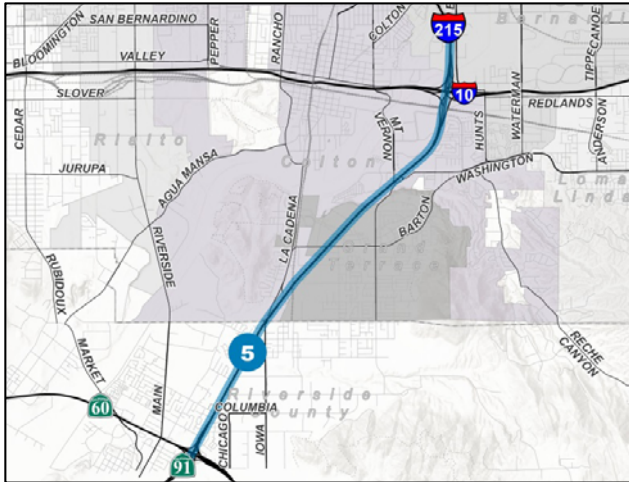 SAN BERNARDINO
BLOOMINGTON
VALLEY
PEPPER
RANCHO
COLTON
E
215
Bernardi
TIPPECANOE
SLOVER
10
REDLANDS
CEDAR
Rialto
MT
VERNON
HUNTS
WATERMAN
ANDERSON
JURUPA
AGUA MANSA
Colton
WASHINGTON
Loma
Linda
RIVERSIDE
LA CADENA
BARTON
Grand
Terrace
RUBIDOUX
MARKET
RECHE
CANYON
5
MAIN
60
Riverside
County
COLUMBIA
CHICAGO
IOWA
91